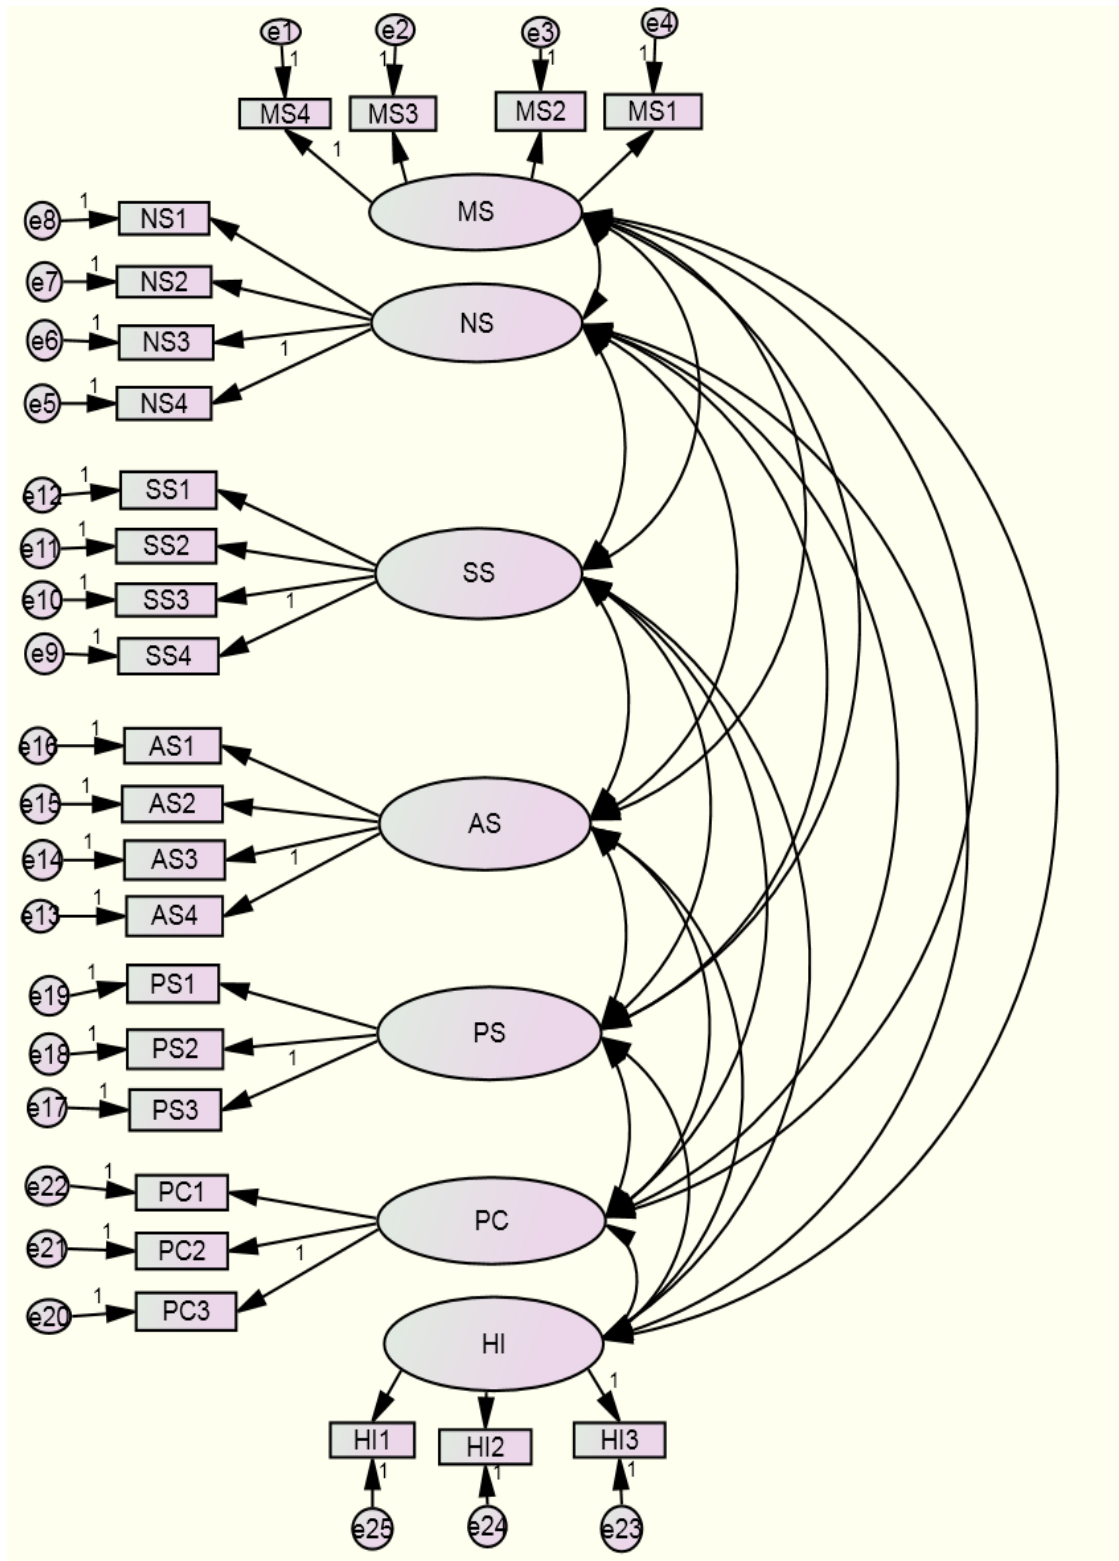 e1 e2 e3 e4
1 1 1 1
MS4 MS3 MS2 MS1
1
MS
e8 1 NS1
e7 1 NS2
NS
e6 1 NS3
1
e5 1 NS4
e12 1 SS1
e11 1 SS2
SS
e10 1 SS3
1
e9 1 SS4
e16 1 AS1
e15 1 AS2
AS
e14 1 AS3
1
e13 1 AS4
e19 1 PS1
PS
e18 1 PS2
1
e17 1 PS3
e22 1 PC1
PC
e21 1 PC2
1
e20 1 PC3
HI
1
HI1 HI2 HI3
1 1 1
e25 e24 e23